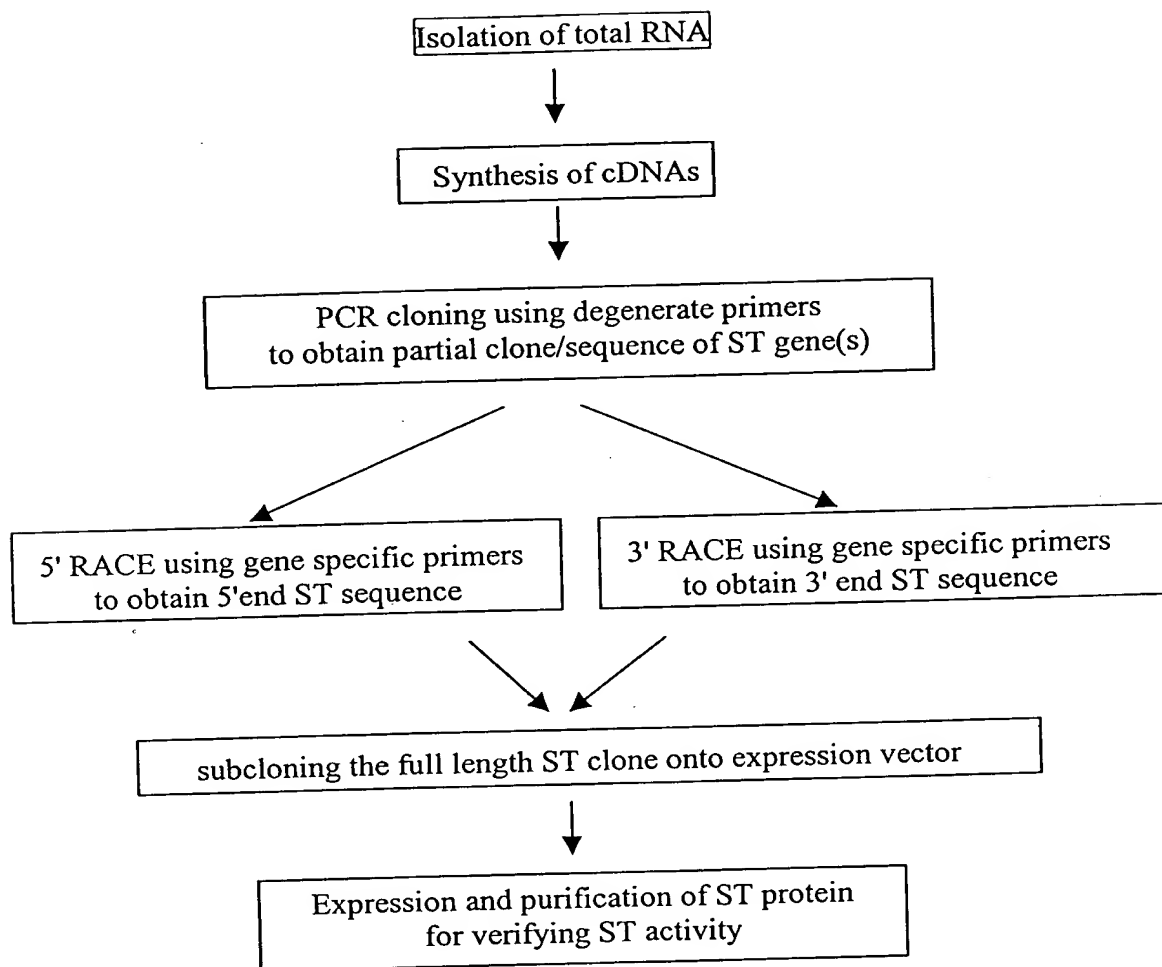 Isolation of total RNA
Synthesis of cDNAs
PCR cloning using degenerate primers
to obtain partial clone/sequence of ST gene(s)
5' RACE using gene specific primers
to obtain 5'end ST sequence
3' RACE using gene specific primers
to obtain 3' end ST sequence
subcloning the full length ST clone onto expression vector
Expression and purification of ST protein
for verifying ST activity